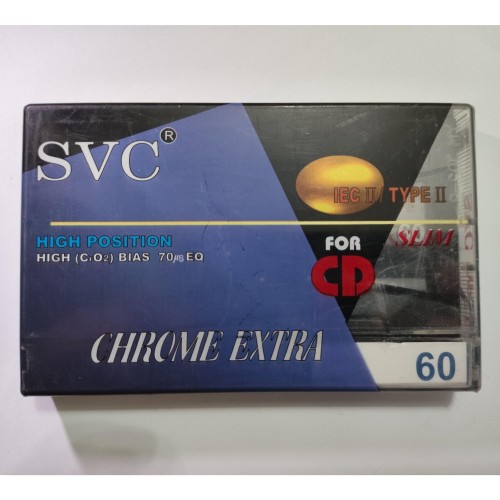 SVC®
IEC II / TYPE II
SLIM
HIGH POSITION
HIGH (CrO2) BIAS 70µs EQ
FOR
CD
CHROME EXTRA
60